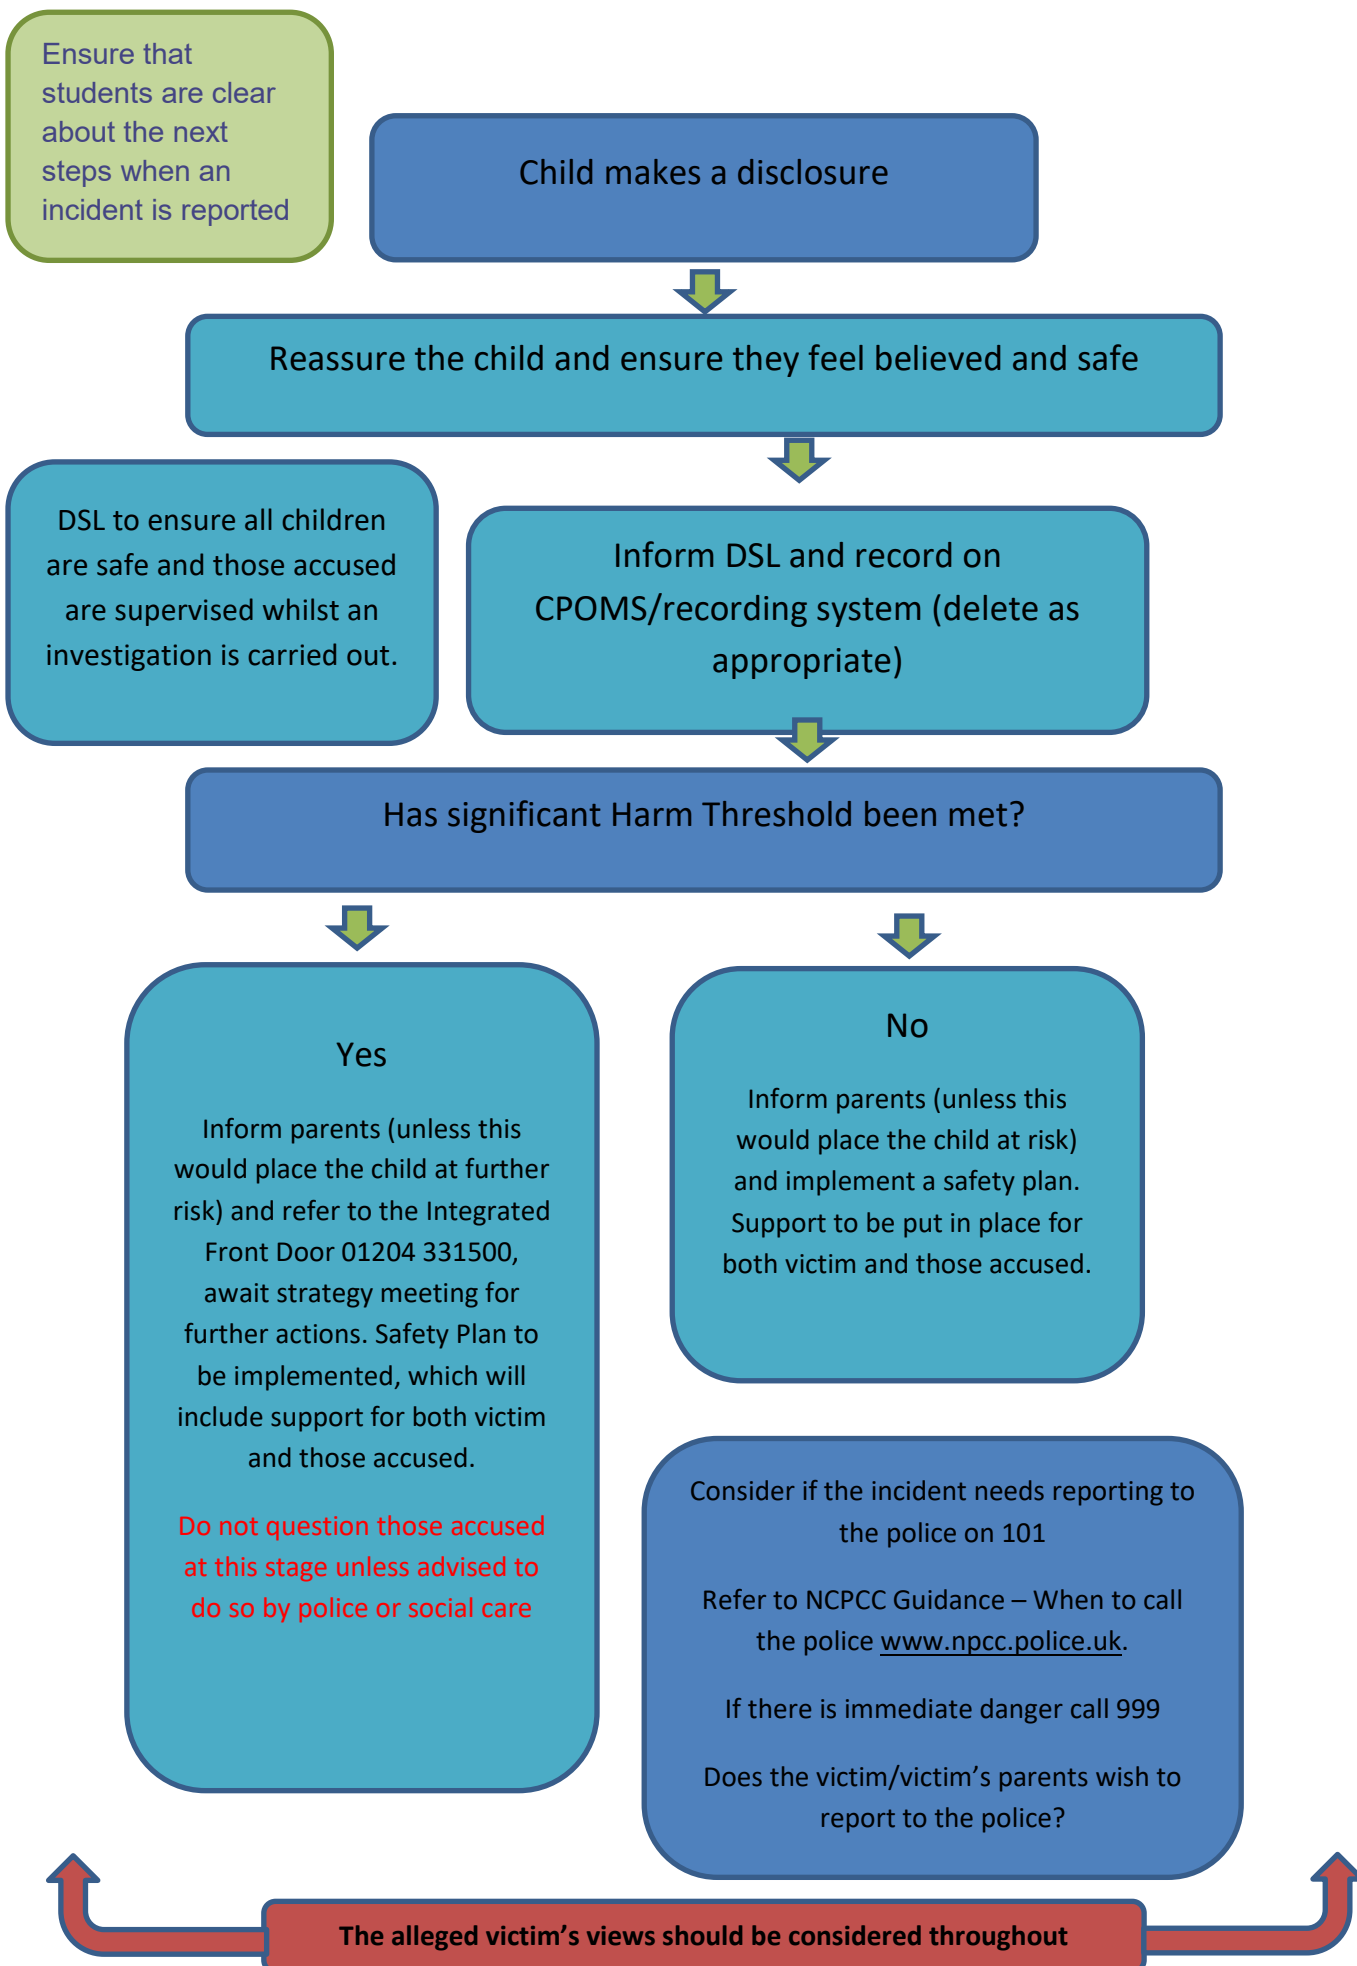 Ensure that
students are clear
about the next
steps when an
incident is reported
Child makes a disclosure
Reassure the child and ensure they feel believed and safe
DSL to ensure all children
are safe and those accused
are supervised whilst an
investigation is carried out.
Inform DSL and record on
CPOMS/recording system (delete as
appropriate)
Has significant Harm Threshold been met?
Yes
Inform parents (unless this
would place the child at further
risk) and refer to the Integrated
Front Door 01204 331500,
await strategy meeting for
further actions. Safety Plan to
be implemented, which will
include support for both victim
and those accused.
Do not question those accused
at this stage unless advised to
do so by police or social care
No
Inform parents (unless this
would place the child at risk)
and implement a safety plan.
Support to be put in place for
both victim and those accused.
Consider if the incident needs reporting to
the police on 101
Refer to NCPCC Guidance – When to call
the police www.npcc.police.uk.
If there is immediate danger call 999
Does the victim/victim’s parents wish to
report to the police?
The alleged victim’s views should be considered throughout